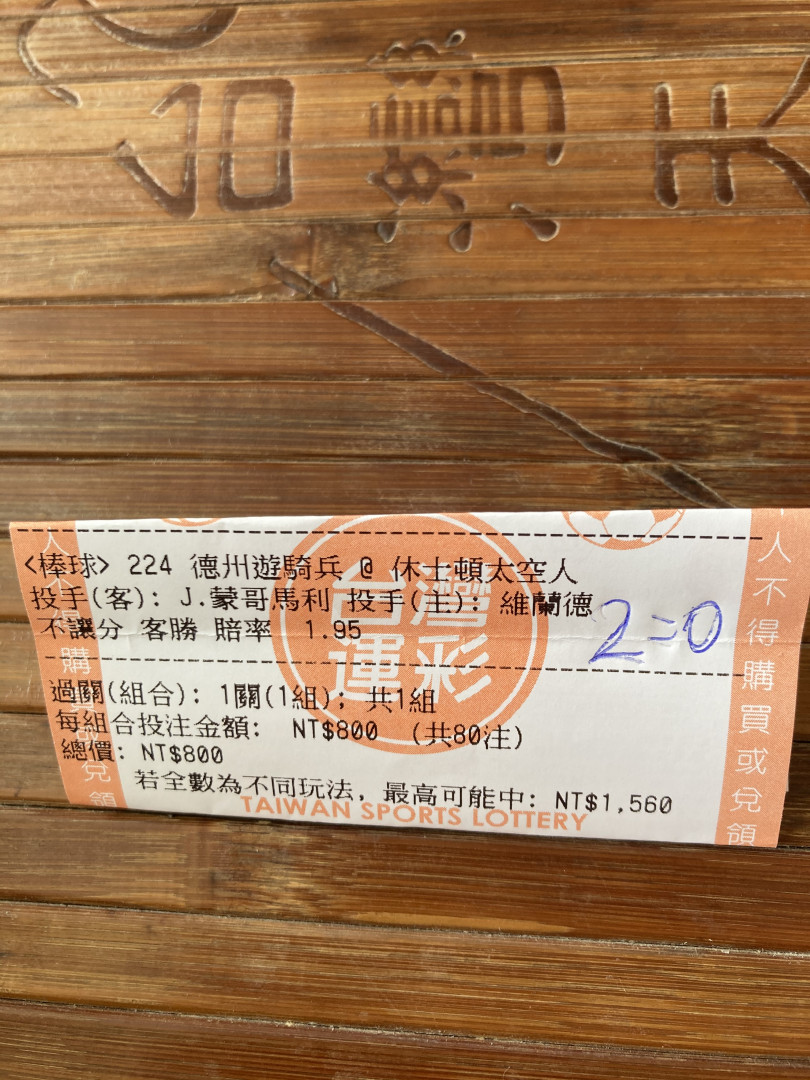 <棒球> 224 德州遊騎兵 @ 休士頓太空人
投手(客): J.蒙哥馬利 投手(主): 維蘭德
不讓分 客勝 賠率 1.95
2=0
過關(組合): 1關(1組); 共1組
每組合投注金額: NT$800 (共80注)
總價: NT$800
若全數為不同玩法, 最高可能中: NT$1,560
TAIWAN SPORTS LOTTERY
台灣
運彩
人不得購買或兌領